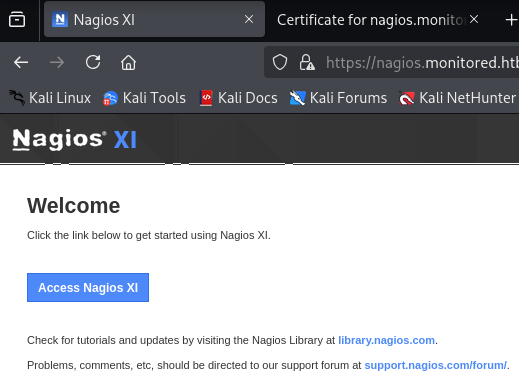 Nagios XI
Certificate for nagios.monito
https://nagios.monitored.htb
Kali Linux Kali Tools Kali Docs Kali Forums Kali NetHunter
Nagios® XI
Welcome
Click the link below to get started using Nagios XI.
Access Nagios XI
Check for tutorials and updates by visiting the Nagios Library at library.nagios.com.
Problems, comments, etc, should be directed to our support forum at support.nagios.com/forum/.